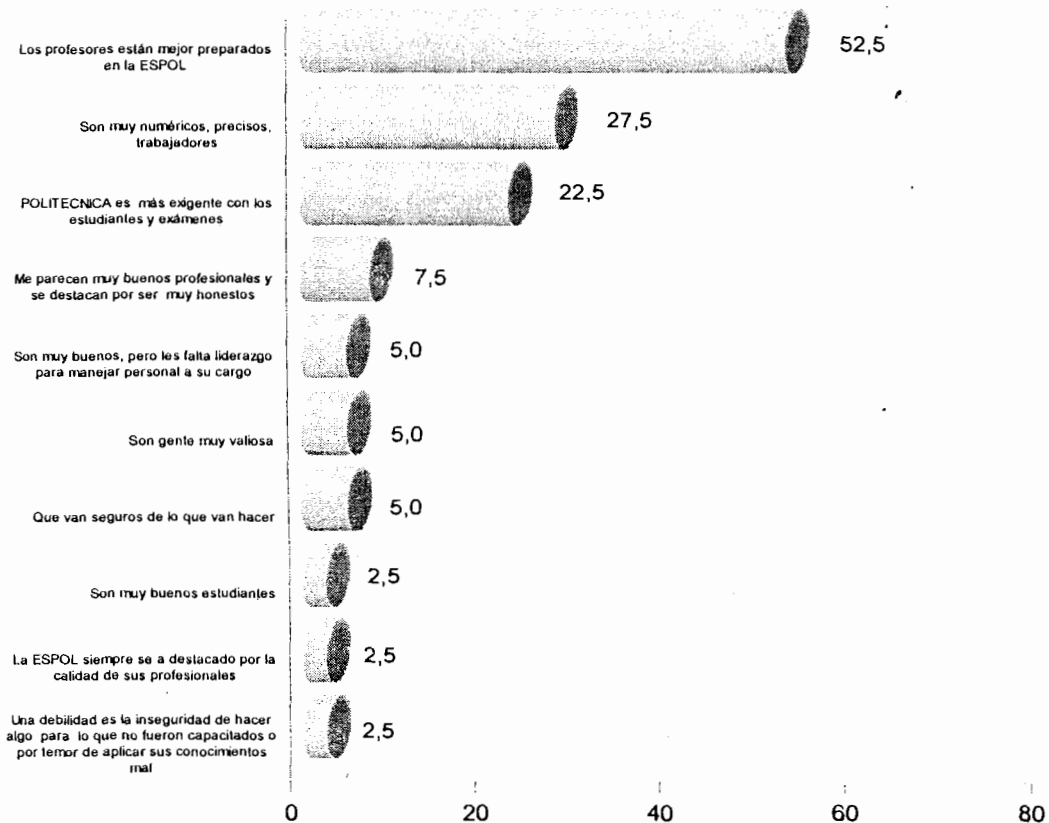 Los profesores están mejor preparados
en la ESPOL
52,5
Son muy numéricos, precisos,
trabajadores
27,5
POLITECNICA es más exigente con los
estudiantes y exámenes
22,5
Me parecen muy buenos profesionales y
se destacan por ser muy honestos
7,5
Son muy buenos, pero les falta liderazgo
para manejar personal a su cargo
5,0
Son gente muy valiosa
5,0
Que van seguros de lo que van hacer
5,0
Son muy buenos estudiantes
2,5
La ESPOL siempre se a destacado por la
calidad de sus profesionales
2,5
Una debilidad es la inseguridad de hacer
algo para lo que no fueron capacitados o
por temor de aplicar sus conocimientos
mal
2,5
0 20 40 60 80